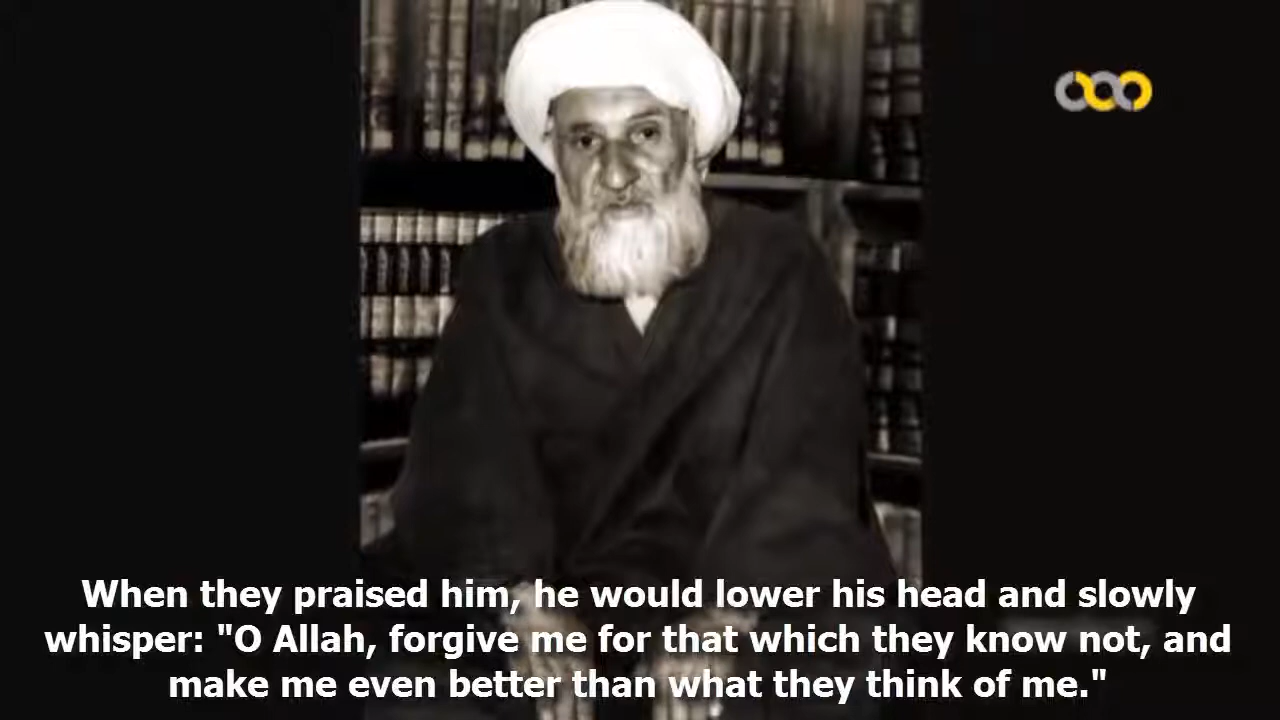 When they praised him, he would lower his head and slowly
whisper: "O Allah, forgive me for that which they know not, and
make me even better than what they think of me."